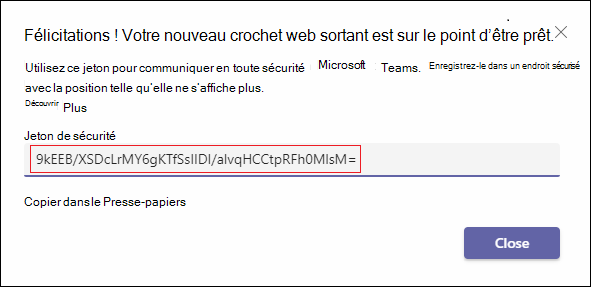 Félicitations ! Votre nouveau crochet web sortant est sur le point d'être prêt.
Utilisez ce jeton pour communiquer en toute sécurité Microsoft Teams. Enregistrez-le dans un endroit sécurisé
avec la position telle qu'elle ne s'affiche plus.
Découvrir Plus
Jeton de sécurité
9kEEB/XSDcLrMY6gKTfSsIIDI/aIvqHCCtpRFh0MIsM=
Copier dans le Presse-papiers
Close